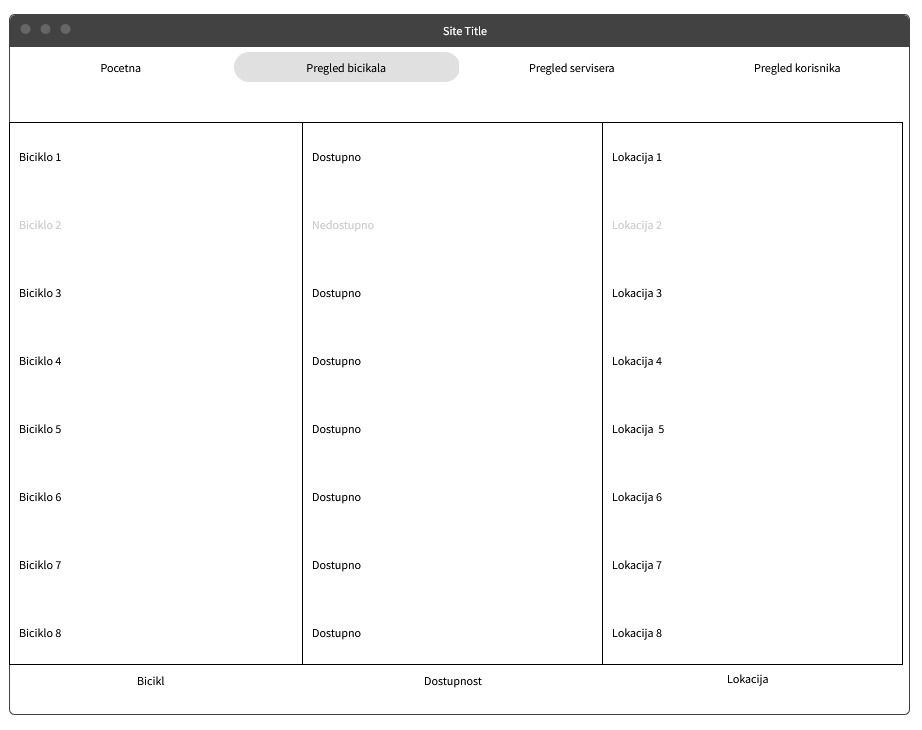 Site Title
Pocetna Pregled bicikala Pregled servisera Pregled korisnika
Biciklo 1 Dostupno Lokacija 1
Biciklo 2 Nedostupno Lokacija 2
Biciklo 3 Dostupno Lokacija 3
Biciklo 4 Dostupno Lokacija 4
Biciklo 5 Dostupno Lokacija  5
Biciklo 6 Dostupno Lokacija 6
Biciklo 7 Dostupno Lokacija 7
Biciklo 8 Dostupno Lokacija 8
Bicikl Dostupnost Lokacija